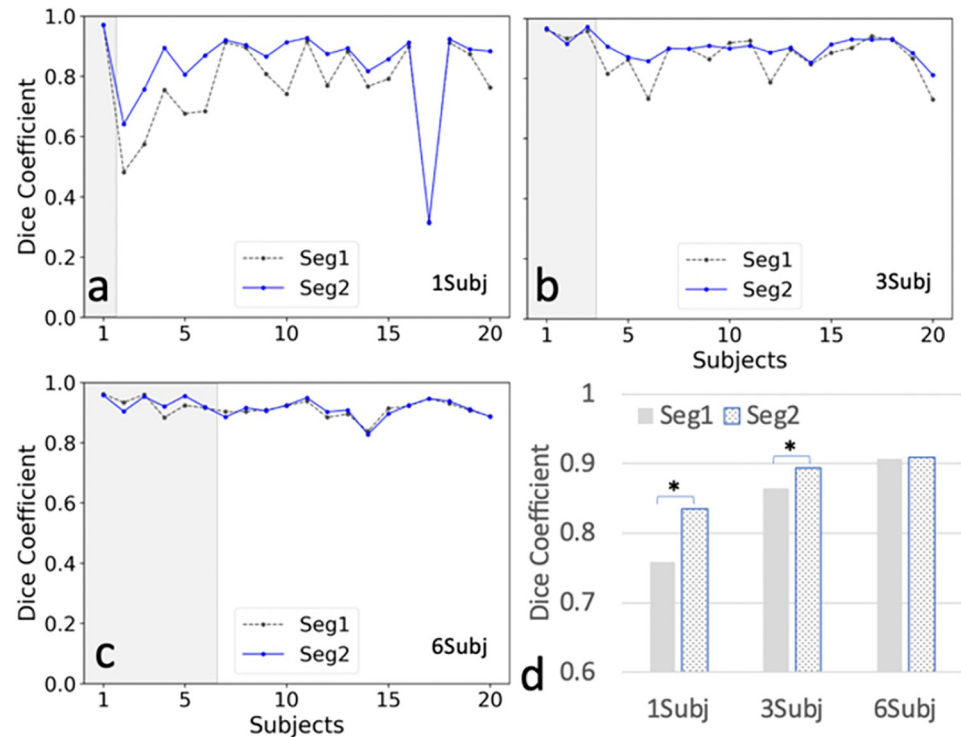 1.0
0.8
0.6
0.4
0.2
0.0
Dice Coefficient
Seg1
Seg2
a
1Subj
1 5 10 15 20
Seg1
Seg2
b
3Subj
1 5 10 15 20
Subjects
1.0
0.8
0.6
0.4
0.2
0.0
Dice Coefficient
Seg1
Seg2
c
6Subj
1 5 10 15 20
Subjects
1
0.9
0.8
0.7
0.6
Dice Coefficient
Seg1 Seg2
*
*
d
1Subj 3Subj 6Subj